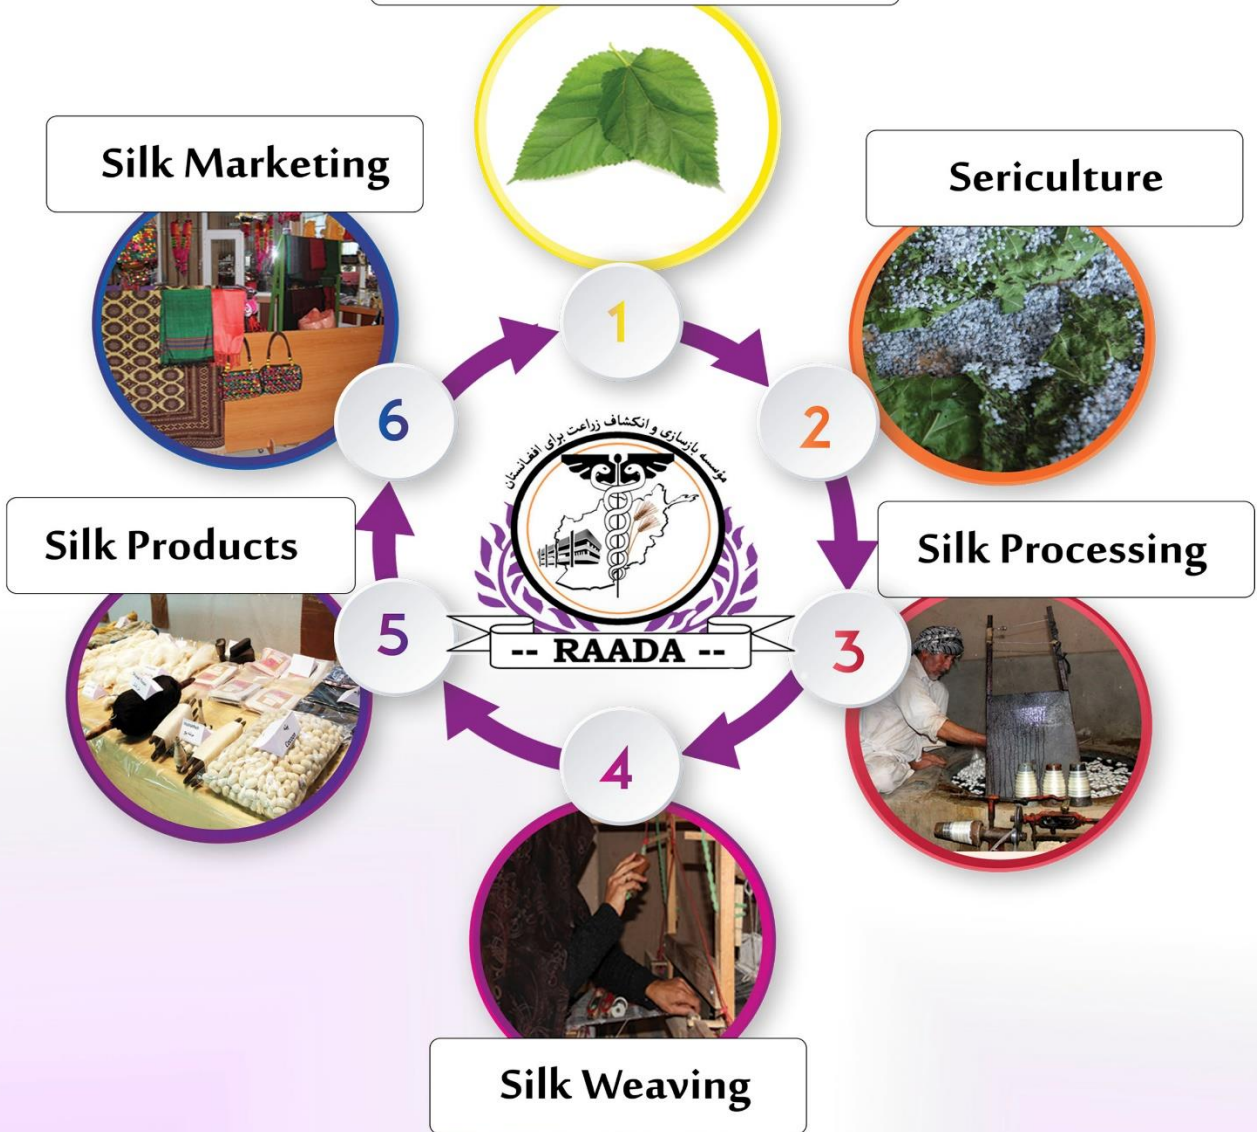 Silk Marketing
Sericulture
1
6
2
مؤسسه بازسازی و انکشاف زراعت برای افغانستان
Silk Products
Silk Processing
5
-- RAADA --
3
4
Silk Weaving